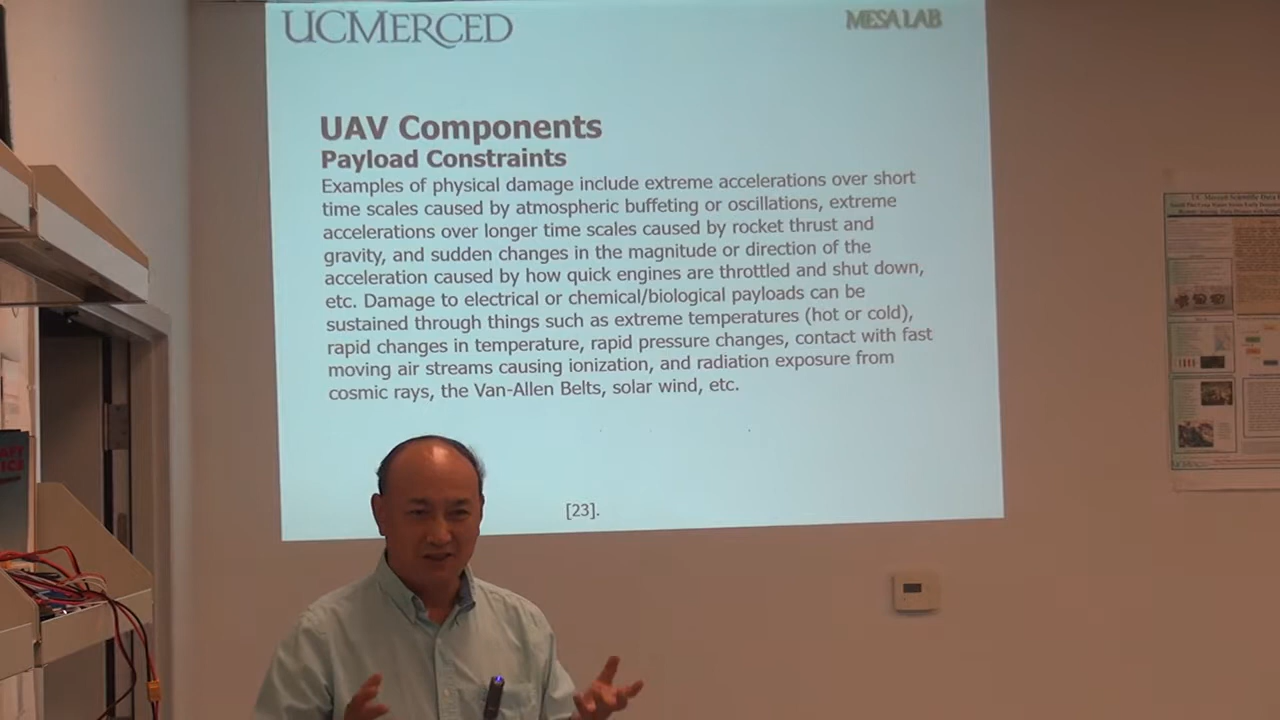 UCMERCED
MESA LAB
UAV Components
Payload Constraints
Examples of physical damage include extreme accelerations over short
time scales caused by atmospheric buffeting or oscillations, extreme
accelerations over longer time scales caused by rocket thrust and
gravity, and sudden changes in the magnitude or direction of the
acceleration caused by how quick engines are throttled and shut down,
etc. Damage to electrical or chemical/biological payloads can be
sustained through things such as extreme temperatures (hot or cold),
rapid changes in temperature, rapid pressure changes, contact with fast
moving air streams causing ionization, and radiation exposure from
cosmic rays, the Van-Allen Belts, solar wind, etc.
[23].
UC Merced Scientific Data